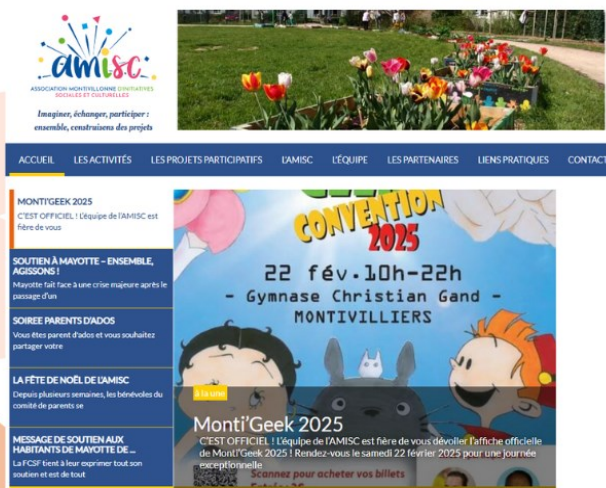 amisc
ASSOCIATION MONTIVILLONNE D'INITIATIVES
SOCIALES ET CULTURELLES
Imaginer, échanger, participer :
ensemble, construisons des projets
ACCUEIL LES ACTIVITÉS LES PROJETS PARTICIPATIFS L'AMISC L'ÉQUIPE LES PARTENAIRES LIENS PRATIQUES CONTACT
MONTI'GEEK 2025
C'EST OFFICIEL ! L'équipe de l'AMISC est
fière de vous
SOUTIEN À MAYOTTE – ENSEMBLE,
AGISSONS !
Mayotte fait face à une crise majeure après le
passage d'un
SOIREE PARENTS D'ADOS
Vous êtes parent d'ados et vous souhaitez
partager votre
LA FÊTE DE NOËL DE L'AMISC
Depuis plusieurs semaines, les bénévoles du
comité de parents se
MESSAGE DE SOUTIEN AUX
HABITANTS DE MAYOTTE DE ...
La FCSF tient à leur exprimer tout son
soutien et est de tout
CONVENTION
2025
22 fév.10h-22h
- Gymnase Christian Gand -
MONTIVILLIERS
à la une
Monti'Geek 2025
C'EST OFFICIEL ! L'équipe de l'AMISC est fière de vous dévoiler l'affiche officielle
de Monti'Geek 2025 ! Rendez-vous le samedi 22 février 2025 pour une journée
exceptionnelle
Scannez pour acheter vos billets